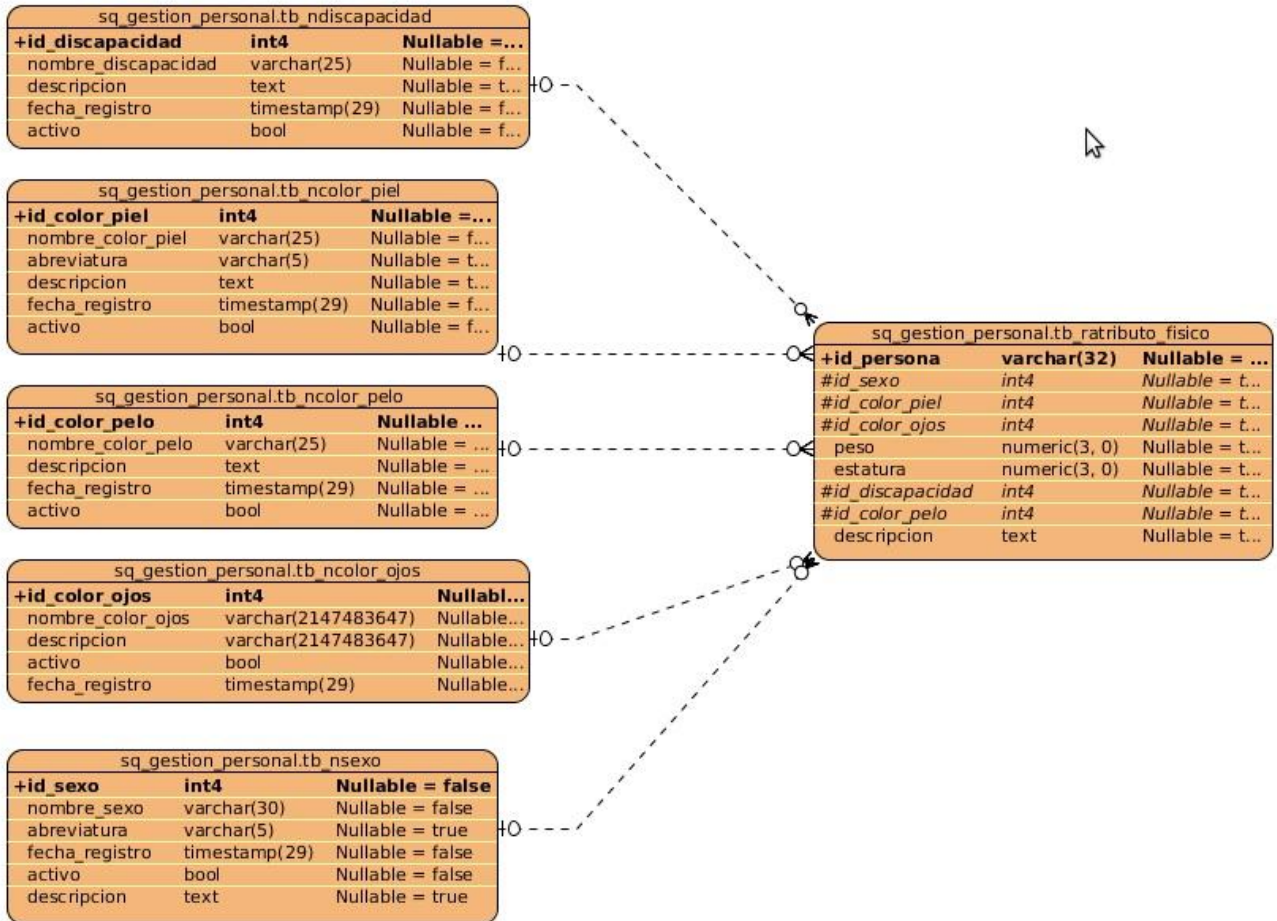 sq_gestion_personal.tb_ndiscapacidad
+id_discapacidad int4 Nullable =...
nombre_discapacidad varchar(25) Nullable = f...
descripcion text Nullable = t...
fecha_registro timestamp(29) Nullable = f...
activo bool Nullable = f...
sq_gestion_personal.tb_ncolor_piel
+id_color_piel int4 Nullable =...
nombre_color_piel varchar(25) Nullable = f...
abreviatura varchar(5) Nullable = t...
descripcion text Nullable = t...
fecha_registro timestamp(29) Nullable = f...
activo bool Nullable = f...
sq_gestion_personal.tb_ncolor_pelo
+id_color_pelo int4 Nullable ...
nombre_color_pelo varchar(25) Nullable = ...
descripcion text Nullable = ...
fecha_registro timestamp(29) Nullable = ...
activo bool Nullable = ...
sq_gestion_personal.tb_ncolor_ojos
+id_color_ojos int4 Nullabl...
nombre_color_ojos varchar(2147483647) Nullable...
descripcion varchar(2147483647) Nullable...
activo bool Nullable...
fecha_registro timestamp(29) Nullable...
sq_gestion_personal.tb_nsexo
+id_sexo int4 Nullable = false
nombre_sexo varchar(30) Nullable = false
abreviatura varchar(5) Nullable = true
fecha_registro timestamp(29) Nullable = false
activo bool Nullable = false
descripcion text Nullable = true
sq_gestion_personal.tb_ratributo_fisico
+id_persona varchar(32) Nullable = ...
#id_sexo int4 Nullable = t...
#id_color_piel int4 Nullable = t...
#id_color_ojos int4 Nullable = t...
peso numeric(3, 0) Nullable = t...
estatura numeric(3, 0) Nullable = t...
#id_discapacidad int4 Nullable = t...
#id_color_pelo int4 Nullable = t...
descripcion text Nullable = t...